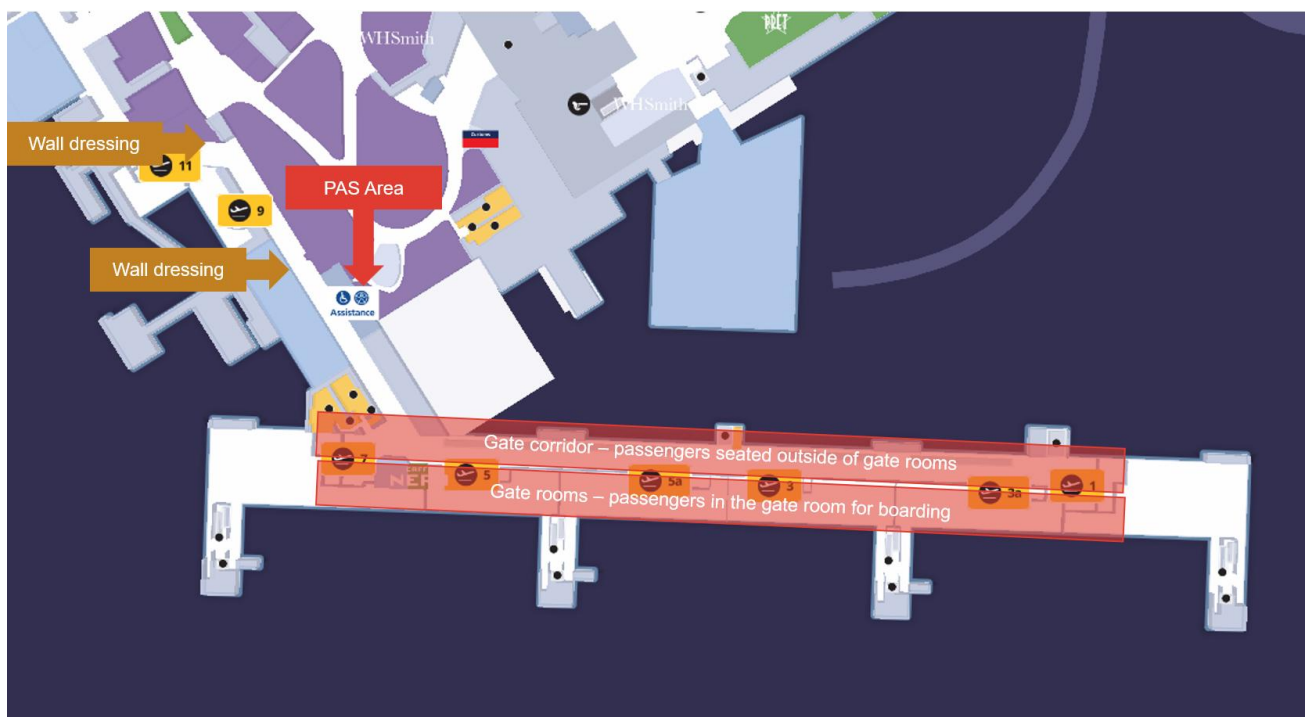 PRET
WHSmith
WHSmith
Wall dressing
11
PAS Area
9
Wall dressing
Assistance
Gate corridor – passengers seated outside of gate rooms
7
5
5a
3
3a
1
Gate rooms – passengers in the gate room for boarding